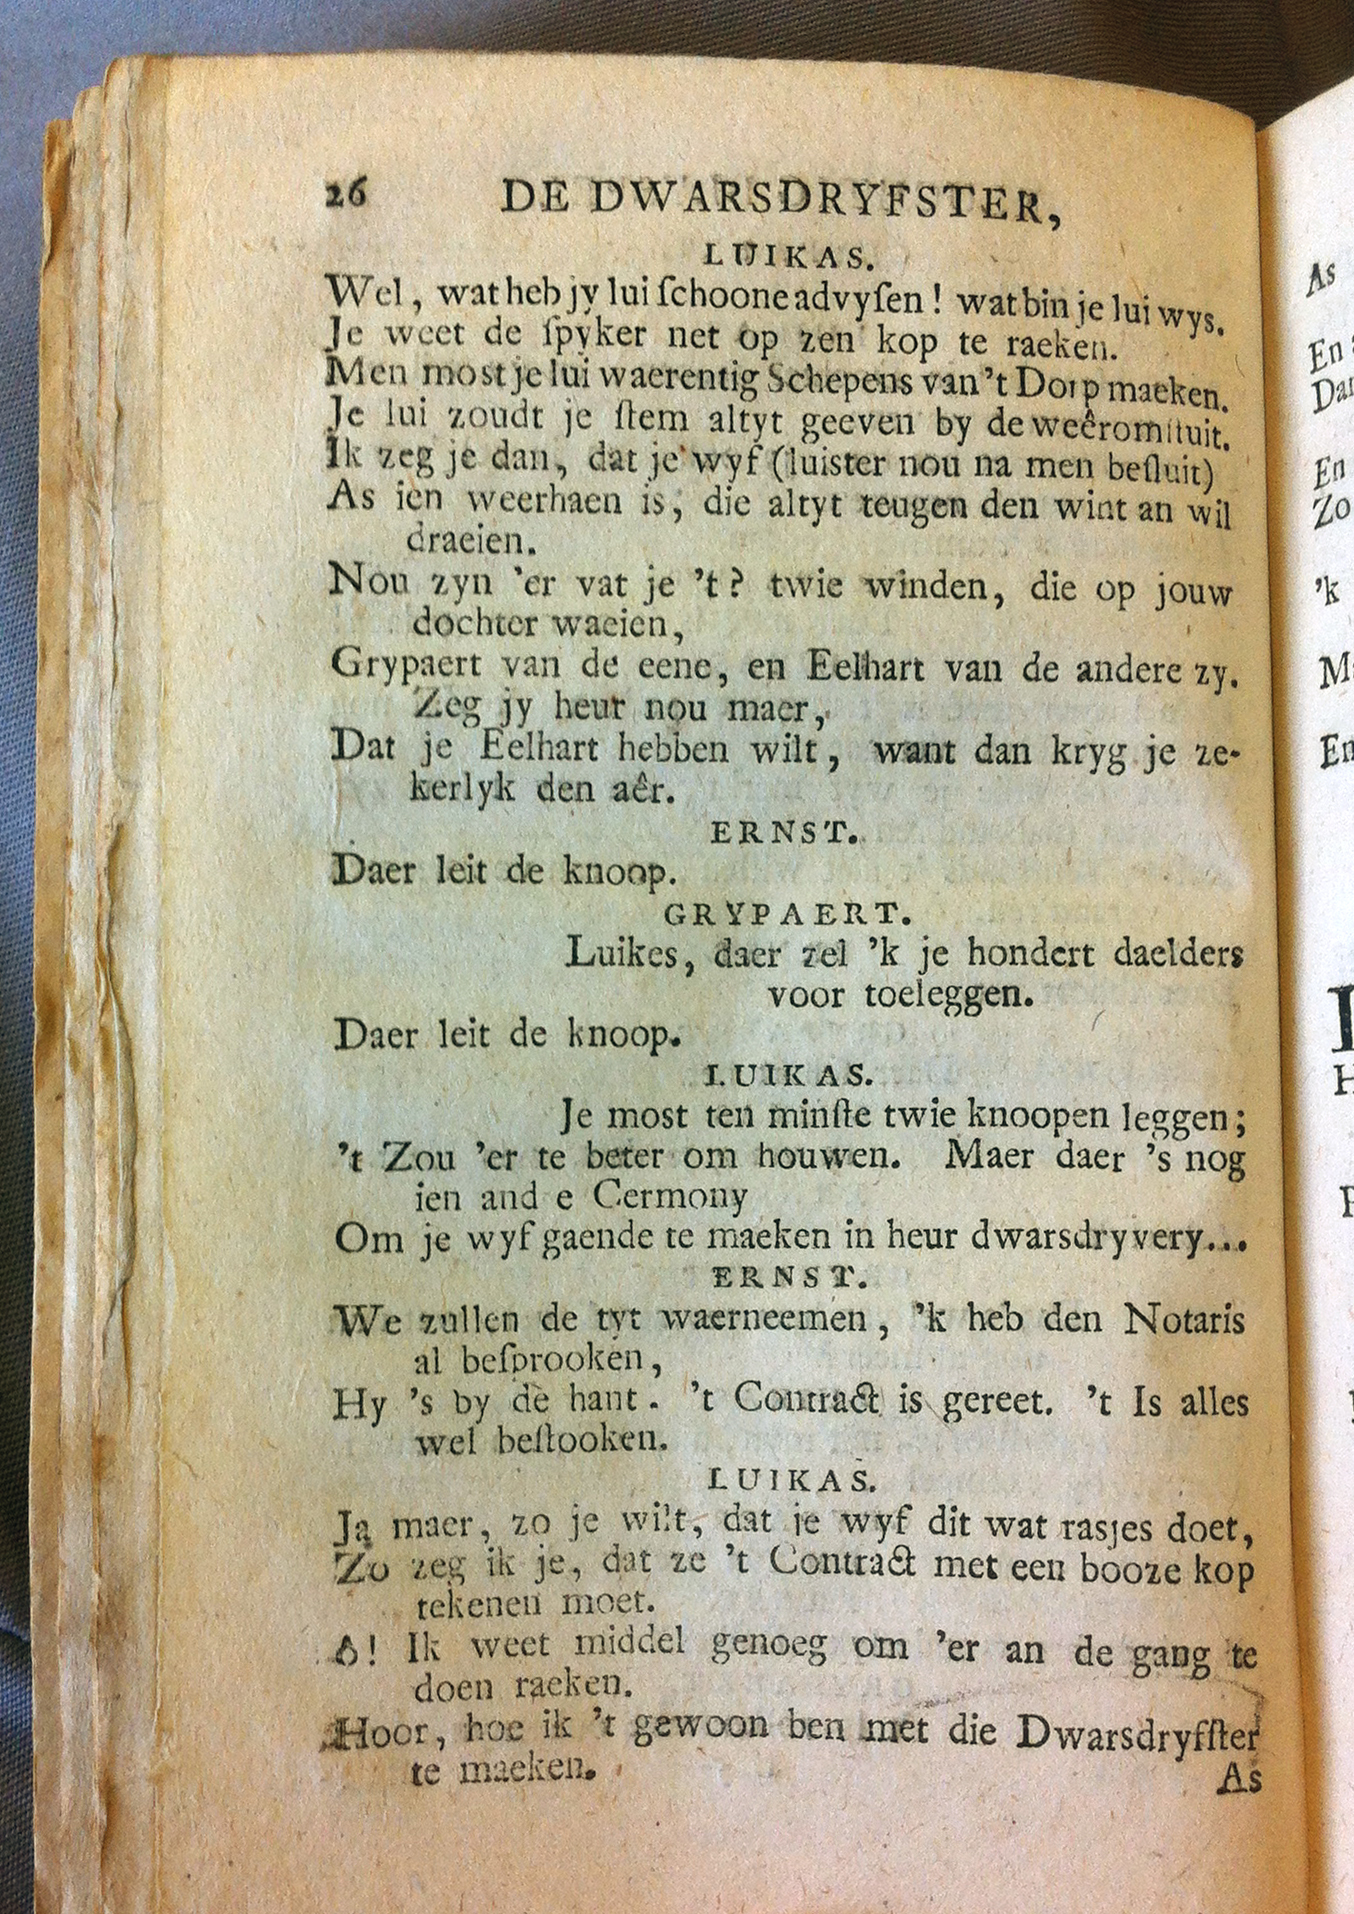 26 DE DWARSDRYFSTER,
LUIKAS.
Wel, wat heb jy lui ſchoone advyſen! wat bin je lui wys.
Je weet de ſpyker net op zen kop te raeken.
Men most je lui waerentig Schepens van 't Dorp maeken.
Je lui zoudt je ſtem altyt geeven by de weêromſtuit.
Ik zeg je dan, dat je wyf (luister nou na men beſluit)
As ien weerhaen is, die altyt teugen den wint an wil
draeien.
Nou zyn 'er vat je 't? twie winden, die op jouw
dochter waeien,
Grypaert van de eene, en Eelhart van de andere zy.
Zeg jy heur nou maer,
Dat je Eelhart hebben wilt, want dan kryg je ze-
kerlyk den aêr.
ERNST.
Daer leit de knoop.
GRYPAERT.
Luikes, daer zel 'k je hondert daelders
voor toeleggen.
Daer leit de knoop.
LUIKAS.
Je most ten minſte twie knoopen leggen;
't Zou 'er te beter om houwen. Maer daer 's nog
ien and e Cermony
Om je wyf gaende te maeken in heur dwarsdryvery...
ERNST.
We zullen de tyt waerneemen, 'k heb den Notaris
al beſprooken,
Hy 's by de hant. 't Contract is gereet. 't Is alles
wel beſtooken.
LUIKAS.
Ja maer, zo je wilt, dat je wyf dit wat rasjes doet,
Zo zeg ik je, dat ze 't Contract met een booze kop
tekenen moet.
ô! Ik weet middel genoeg om 'er an de gang te
doen raeken.
Hoor, hoe ik 't gewoon ben met die Dwarsdryfſter
te maeken.
As
As
En
Dar
En
Zo
'k
M
En
H